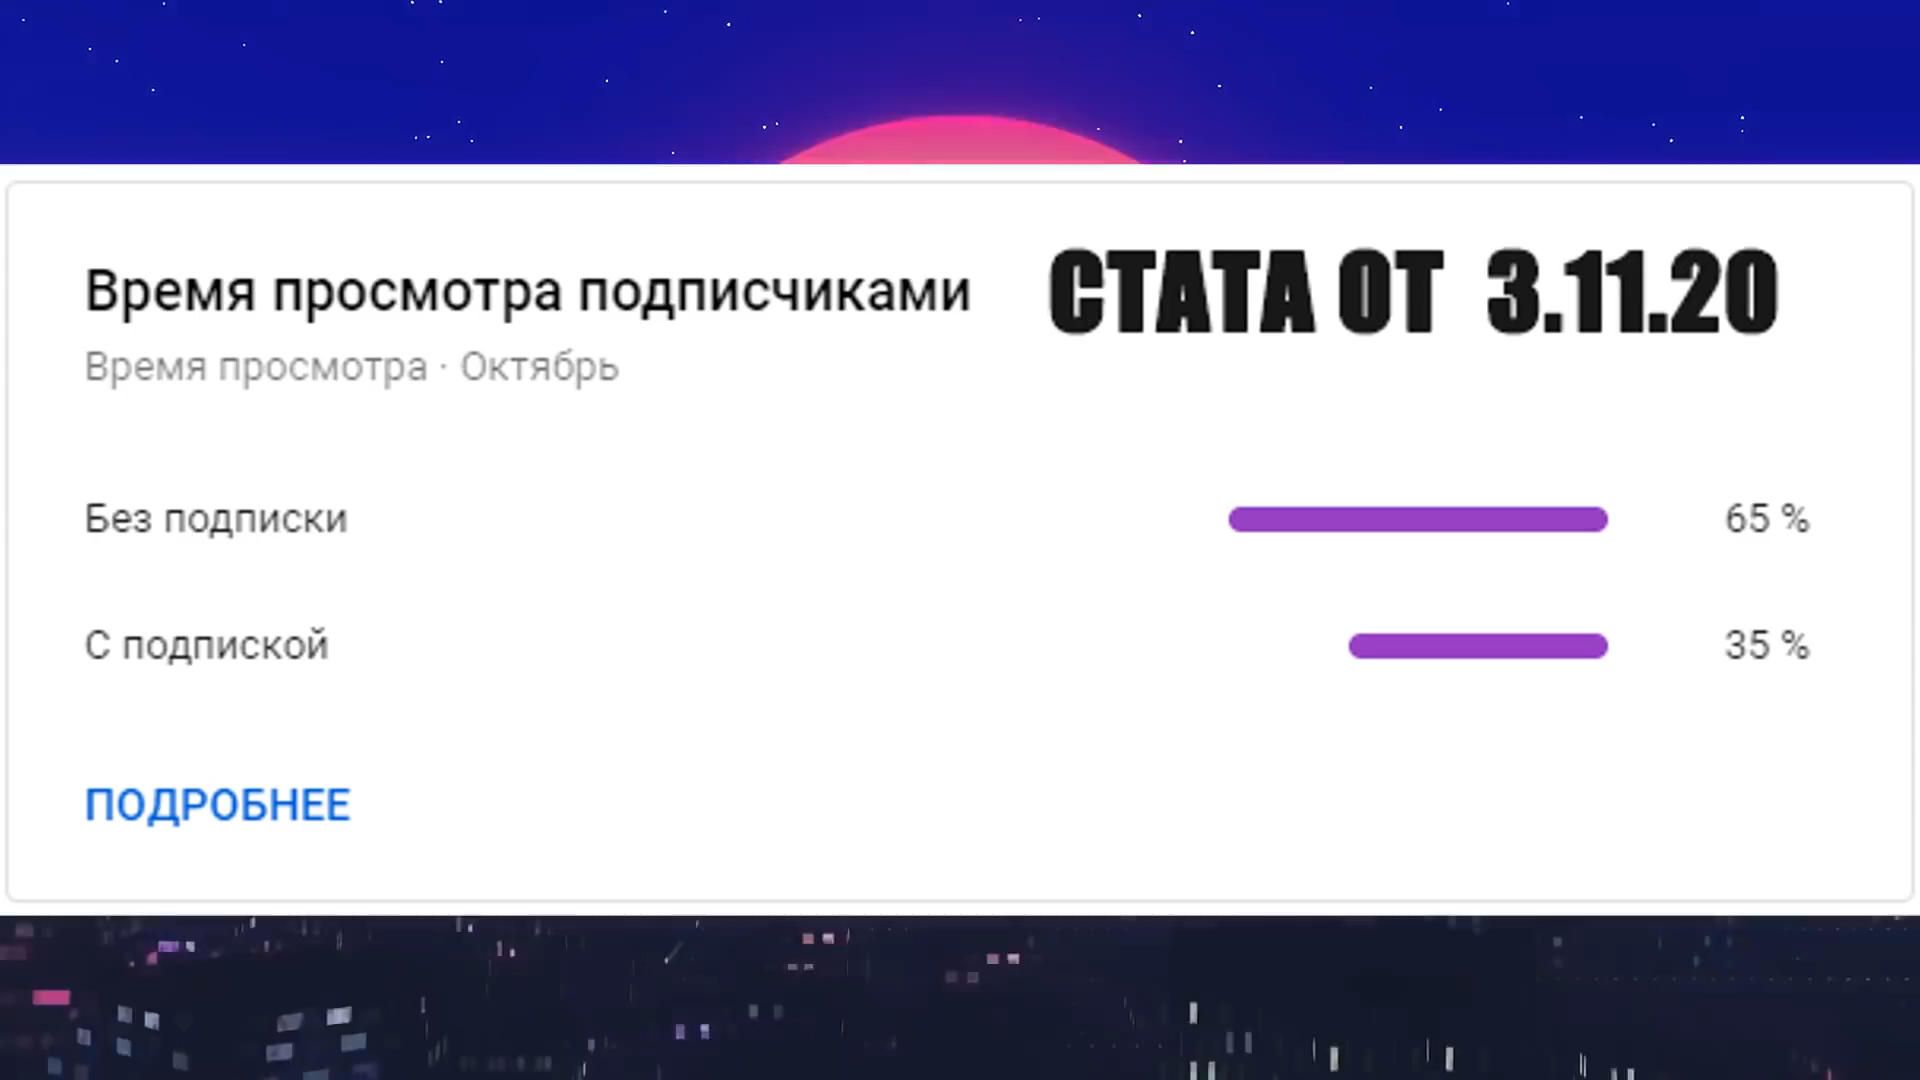 Время просмотра подписчиками
СТАТА ОТ 3.11.20
Время просмотра · Октябрь
Без подписки
65 %
С подпиской
35 %
ПОДРОБНЕЕ